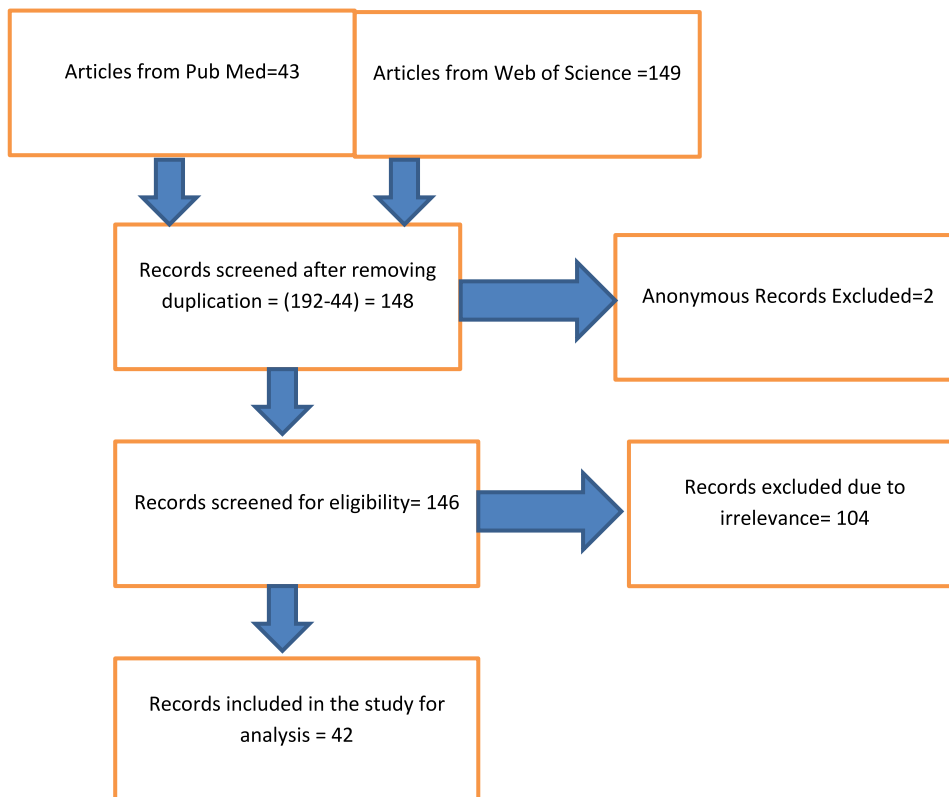 Articles from Pub Med=43
Articles from Web of Science =149
Records screened after removing
duplication = (192-44) = 148
Anonymous Records Excluded=2
Records screened for eligibility= 146
Records excluded due to
irrelevance= 104
Records included in the study for
analysis = 42